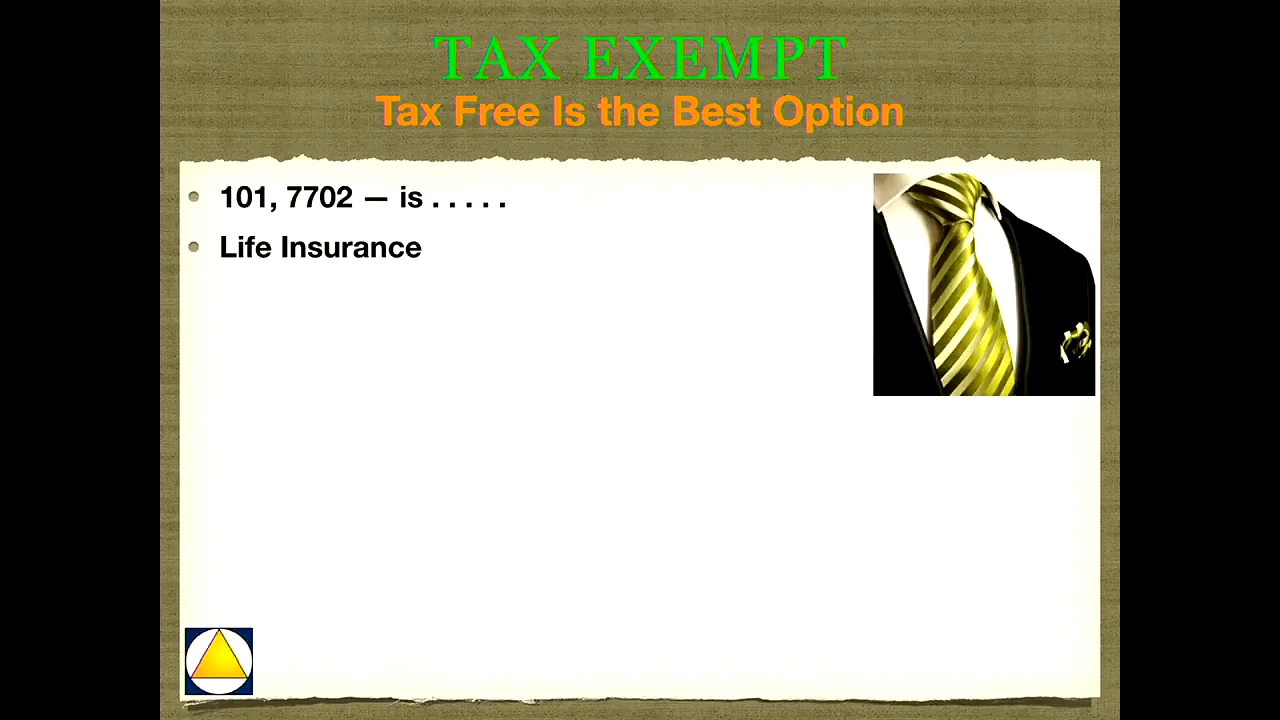 TAX EXEMPT
Tax Free Is the Best Option
101, 7702 — is . . . . .
Life Insurance